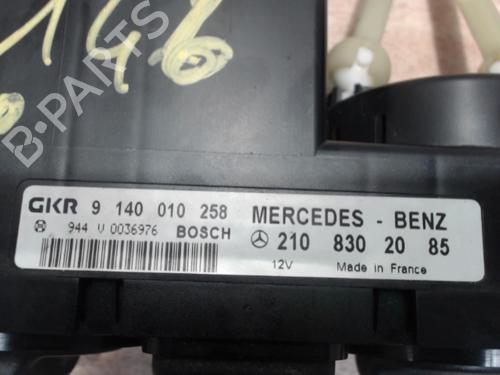 146
B-PARTS
GKR 9 140 010 258 MERCEDES - BENZ
944 V 0036976 BOSCH 210 830 20 85
12V Made in France